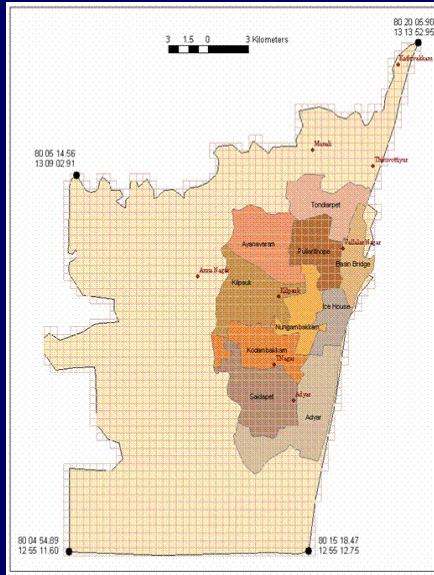 80 20 05.90
13 13 52.95
3 1.5 0 3 Kilometers
Kathivakkam
Manali
Thiruvottiyur
80 05 14.56
13 09 02.91
Tondiarpet
Ayanavaram
Pulianthope
Vallalar Nagar
Basin Bridge
Anna Nagar
Kilpauk
Kilpauk
Ice House
Nungambakkam
Kodambakkam
TNagar
Saidapet
Adyar
Adyar
80 04 54.89
12 55 11.60
80 15 18.47
12 55 12.75